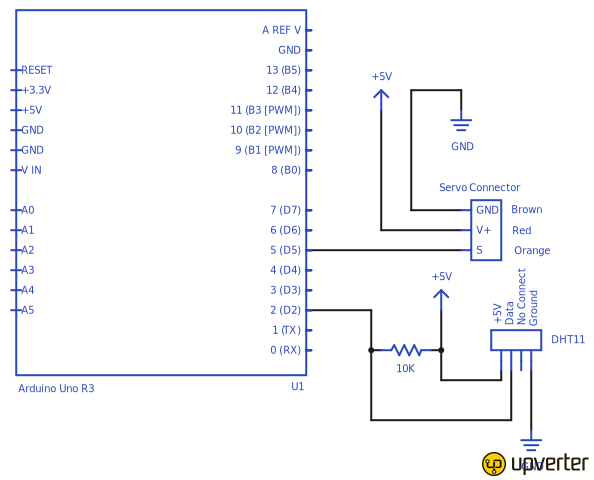 A REF V
GND
RESET
13 (B5)
+3.3V
12 (B4)
+5V
11 (B3 [PWM])
GND
10 (B2 [PWM])
GND
9 (B1 [PWM])
V IN
8 (B0)
A0
7 (D7)
A1
6 (D6)
A2
5 (D5)
A3
4 (D4)
A4
3 (D3)
A5
2 (D2)
1 (TX)
0 (RX)
Arduino Uno R3
U1
+5V
GND
Servo Connector
GND
Brown
V+
Red
S
Orange
+5V
10K
+5V
Data
No Connect
Ground
DHT11
GND
upverter